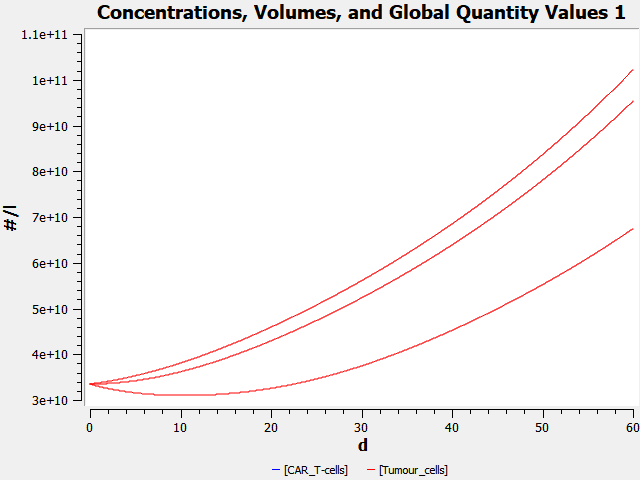 Concentrations, Volumes, and Global Quantity Values 1
1.1e+11
1e+11
9e+10
8e+10
7e+10
6e+10
5e+10
4e+10
3e+10
#/l
0 10 20 30 40 50 60
d
[CAR_T-cells] [Tumour_cells]